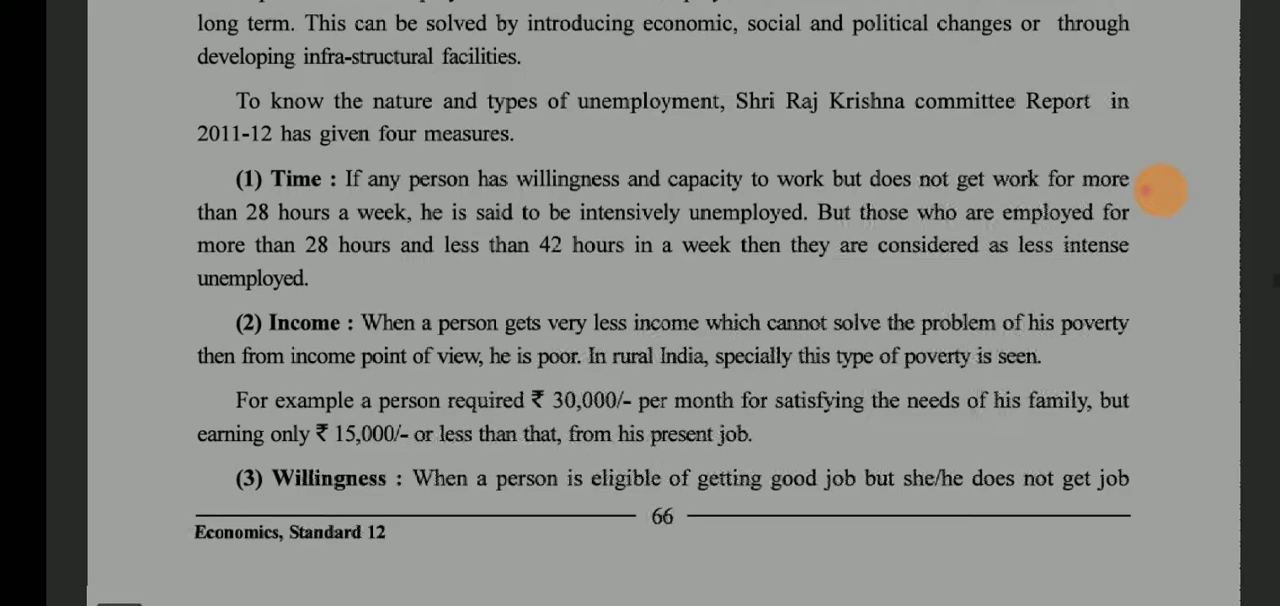 long term. This can be solved by introducing economic, social and political changes or through
developing infra-structural facilities.
To know the nature and types of unemployment, Shri Raj Krishna committee Report in
2011-12 has given four measures.
(1) Time : If any person has willingness and capacity to work but does not get work for more
than 28 hours a week, he is said to be intensively unemployed. But those who are employed for
more than 28 hours and less than 42 hours in a week then they are considered as less intense
unemployed.
(2) Income : When a person gets very less income which cannot solve the problem of his poverty
then from income point of view, he is poor. In rural India, specially this type of poverty is seen.
For example a person required ₹ 30,000/- per month for satisfying the needs of his family, but
earning only ₹ 15,000/- or less than that, from his present job.
(3) Willingness : When a person is eligible of getting good job but she/he does not get job
66
Economics, Standard 12